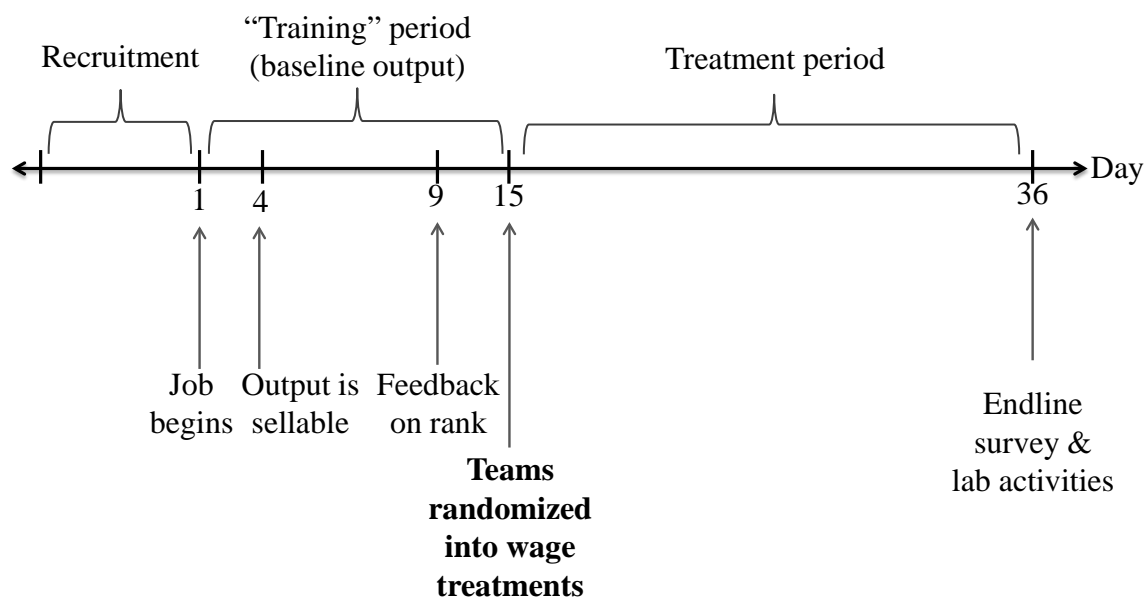 Recruitment
“Training” period
(baseline output)
Treatment period
Day
1
4
9
15
36
Job
begins
Output is
sellable
Feedback
on rank
Teams
randomized
into wage
treatments
Endline
survey &
lab activities